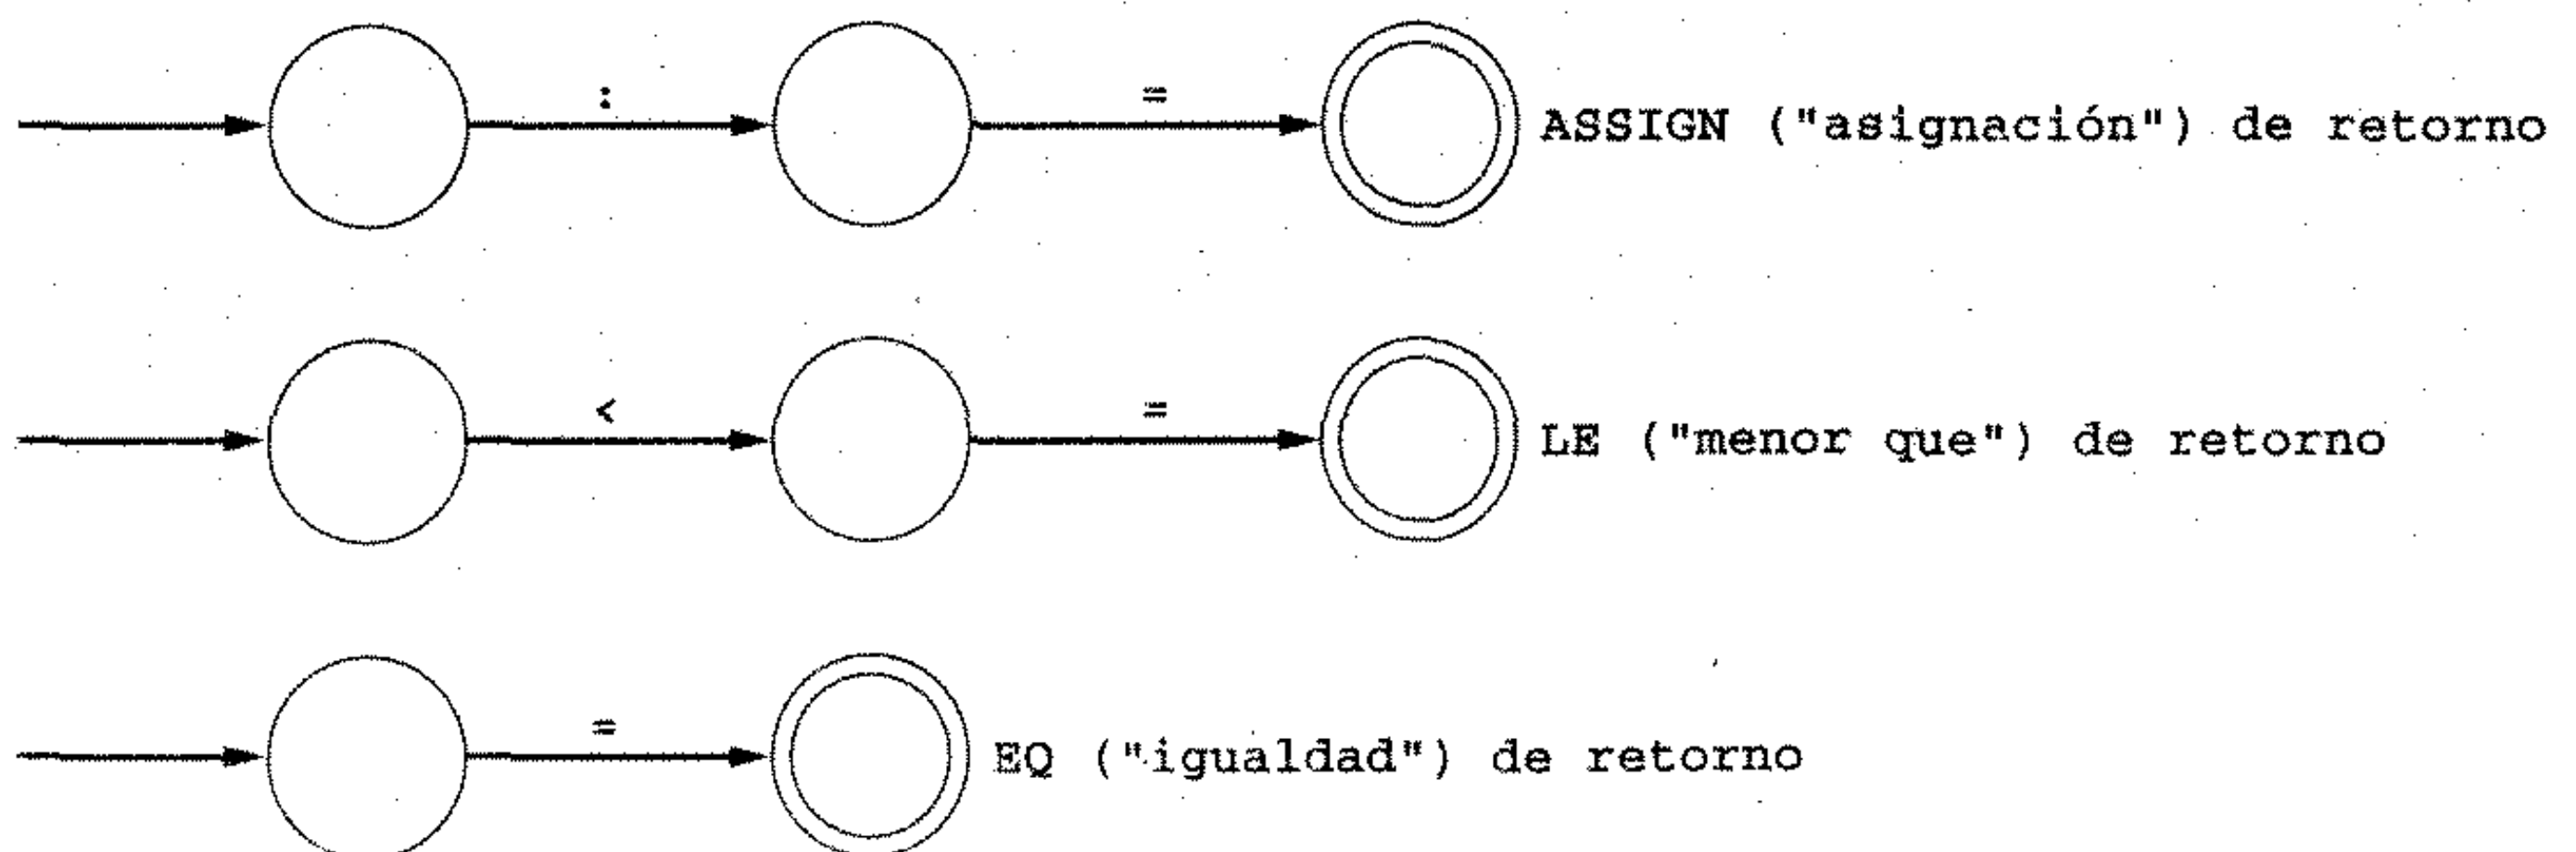 : = ASSIGN ("asignación") de retorno
< = LE ("menor que") de retorno
= EQ ("igualdad") de retorno